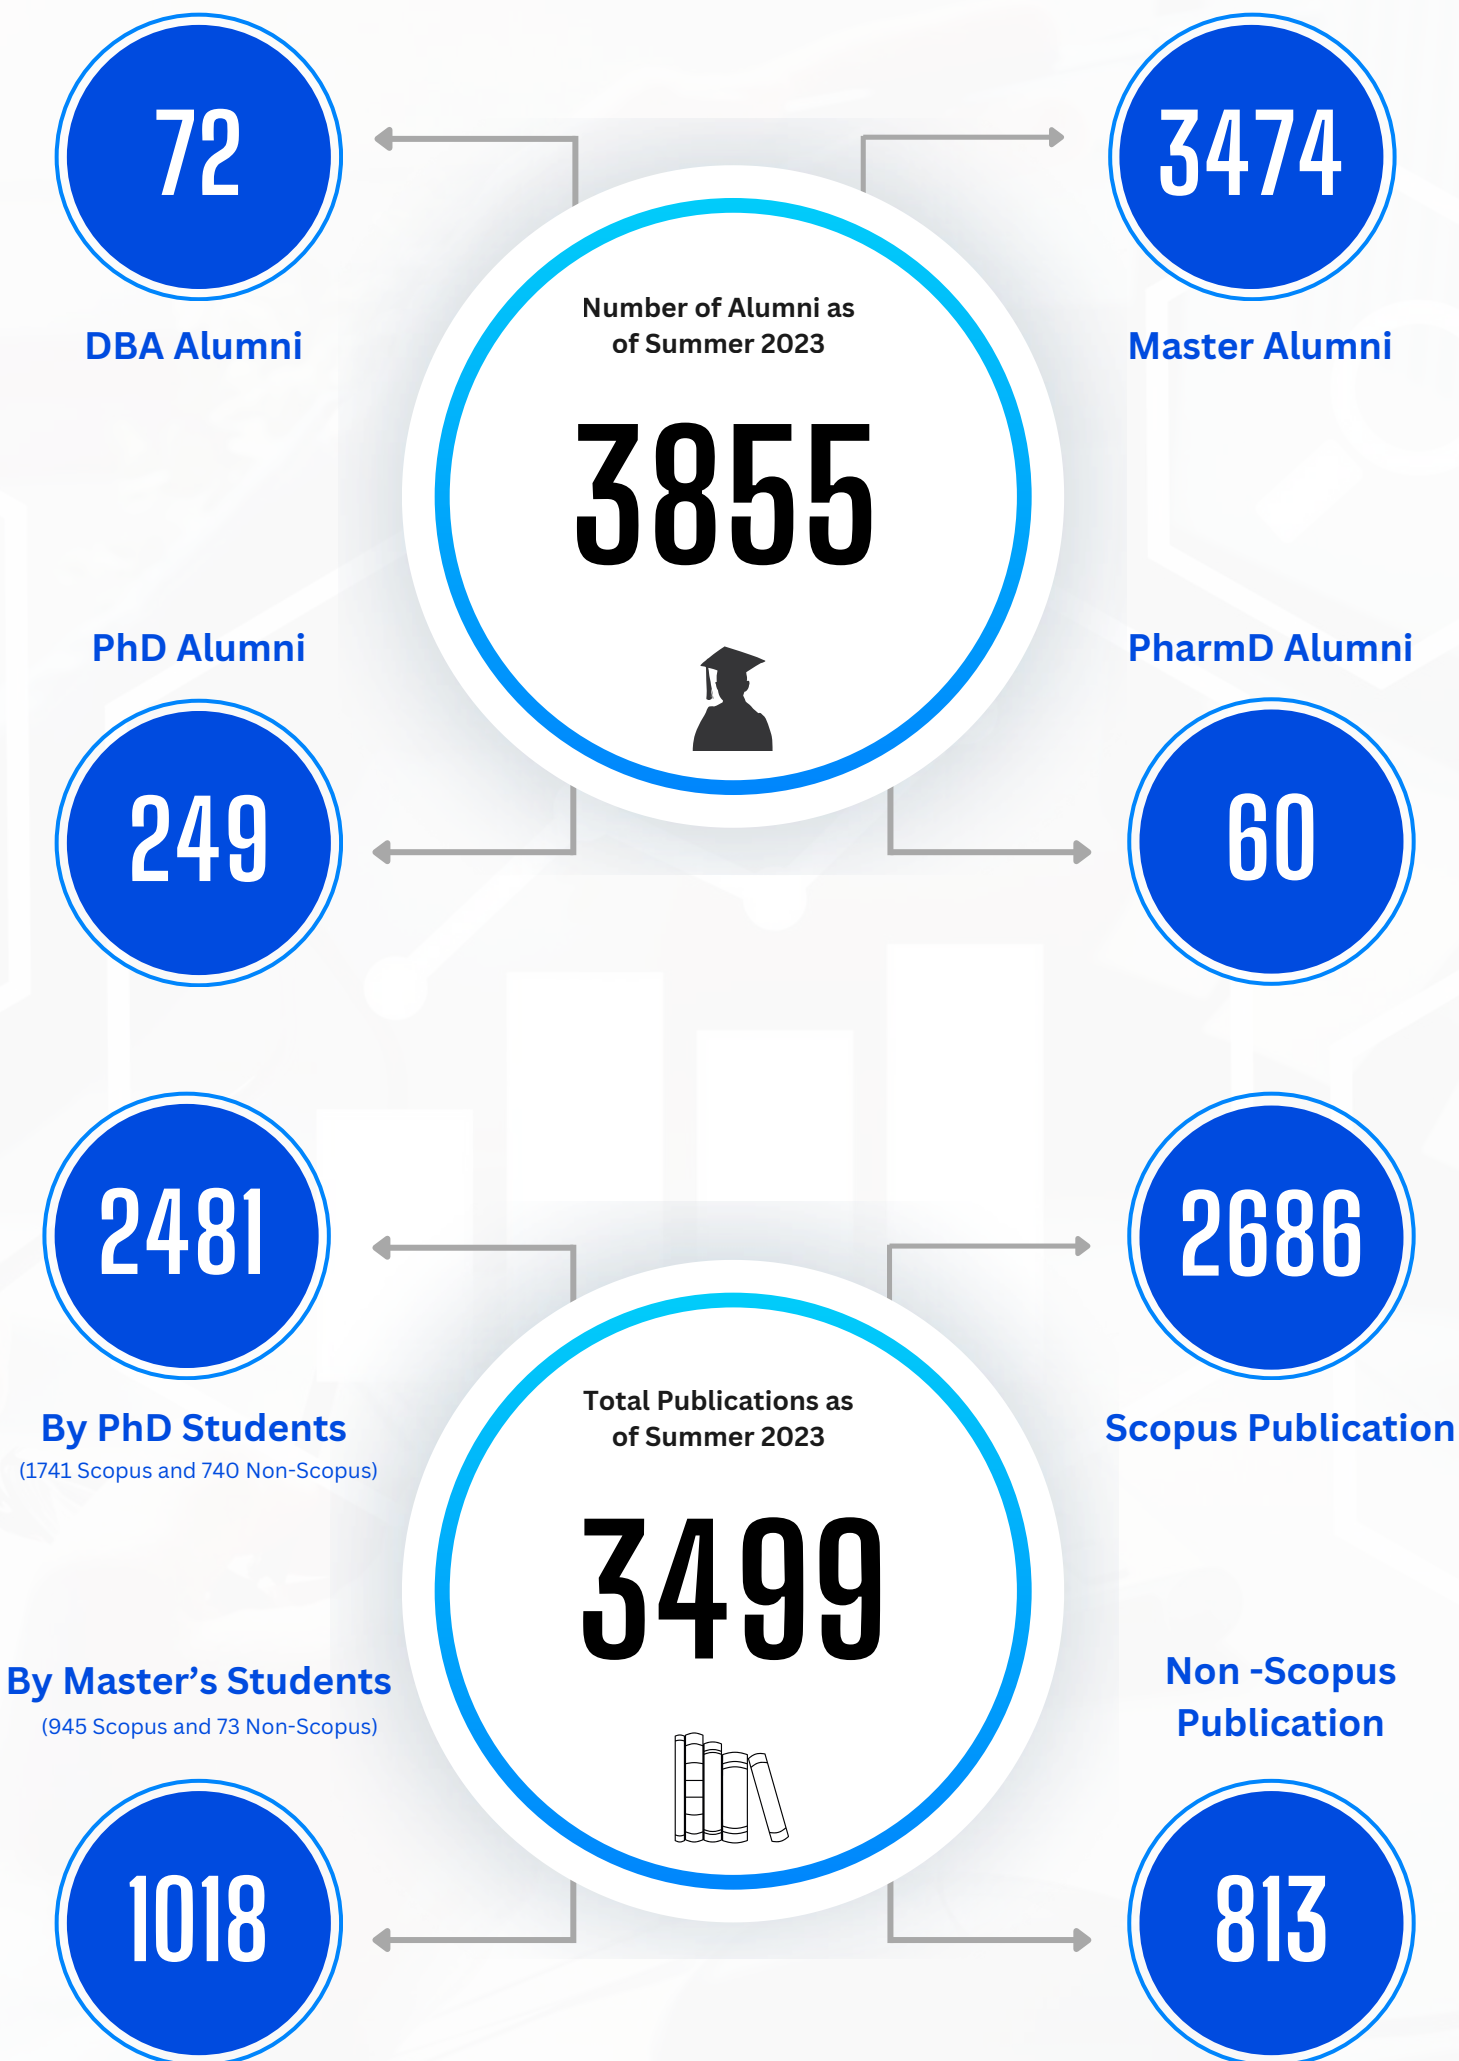 72
DBA Alumni
3474
Master Alumni
Number of Alumni as
of Summer 2023
3855
PhD Alumni
249
PharmD Alumni
60
2481
By PhD Students
(1741 Scopus and 740 Non-Scopus)
2686
Scopus Publication
Total Publications as
of Summer 2023
3499
By Master’s Students
(945 Scopus and 73 Non-Scopus)
1018
Non -Scopus
Publication
813